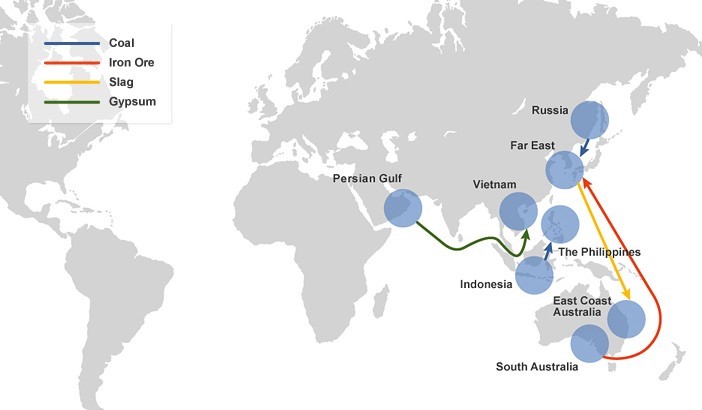 Coal
Iron Ore
Slag
Gypsum
Russia
Far East
Persian Gulf
Vietnam
The Philippines
Indonesia
East Coast
Australia
South Australia